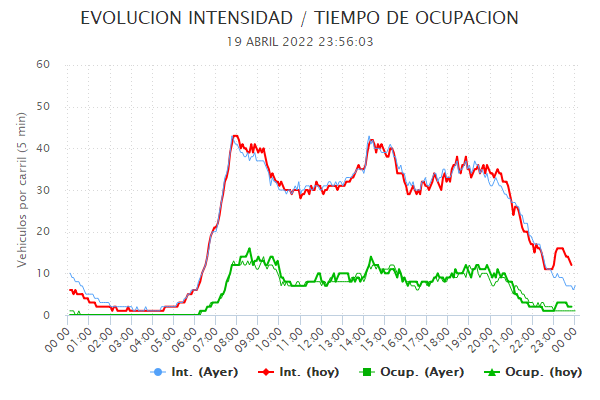 EVOLUCION INTENSIDAD / TIEMPO DE OCUPACION
19 ABRIL 2022 23:56:03
Vehiculos por carril (5 min)
60
50
40
30
20
10
0
00:00 01:00 02:00 03:00 04:00 05:00 06:00 07:00 08:00 09:00 10:00 11:00 12:00 13:00 14:00 15:00 16:00 17:00 18:00 19:00 20:00 21:00 22:00 23:00 00:00
Int. (Ayer) Int. (hoy) Ocup. (Ayer) Ocup. (hoy)